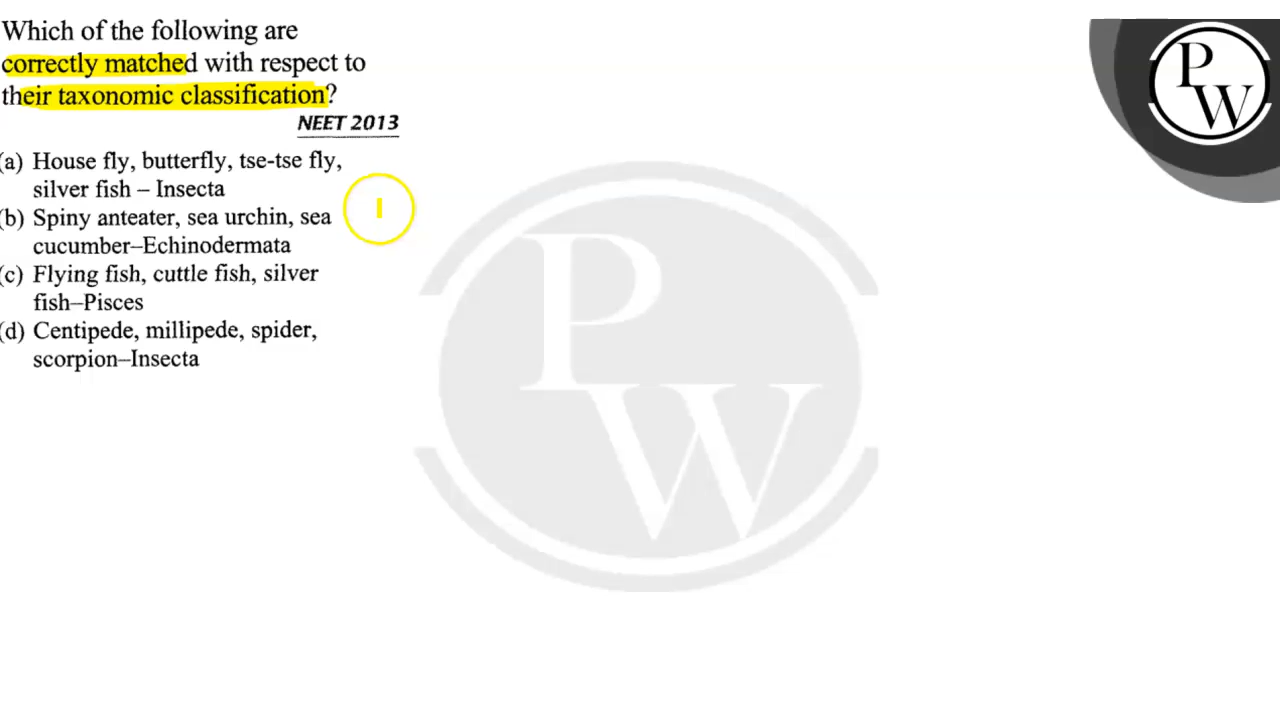 Which of the following are
correctly matched with respect to
their taxonomic classification?
NEET 2013
(a) House fly, butterfly, tse-tse fly,
silver fish – Insecta
(b) Spiny anteater, sea urchin, sea
cucumber–Echinodermata
(c) Flying fish, cuttle fish, silver
fish–Pisces
(d) Centipede, millipede, spider,
scorpion–Insecta
PW
PW